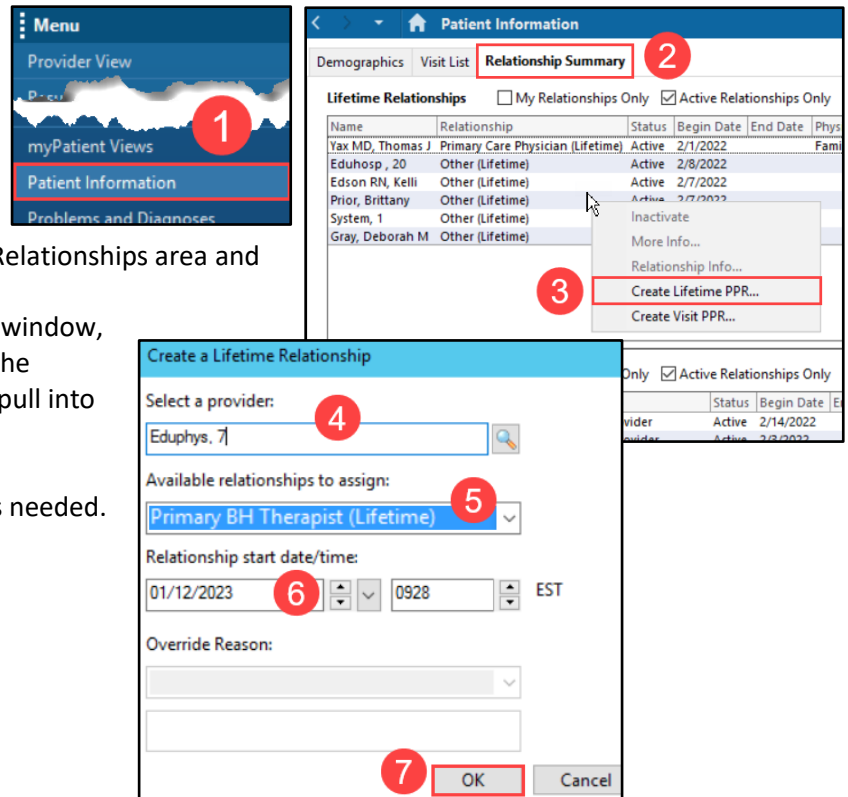 Menu
Provider View
1
myPatient Views
Patient Information
Problems and Diagnoses
Patient Information
Demographics Visit List Relationship Summary 2
Lifetime Relationships My Relationships Only Active Relationships Only
Name Relationship Status Begin Date End Date
Yax MD, Thomas J Primary Care Physician (Lifetime) Active 2/1/2022
Eduhosp , 20 Other (Lifetime) Active 2/8/2022
Edson RN, Kelli Other (Lifetime) Active 2/7/2022
Prior, Brittany Other (Lifetime) Active 2/7/2022
System, 1 Other (Lifetime)
Gray, Deborah M Other (Lifetime)
Inactivate
More Info...
Relationship Info...
3 Create Lifetime PPR...
Create Visit PPR...
Only Active Relationships Only
Status Begin Date
Active 2/14/2022
Active 2/3/2022
Relationships area and
window,
pull into
needed.
Create a Lifetime Relationship
Select a provider:
4
Eduphys, 7
Available relationships to assign:
5
Primary BH Therapist (Lifetime)
Relationship start date/time:
01/12/2023 6 0928 EST
Override Reason:
7 OK Cancel